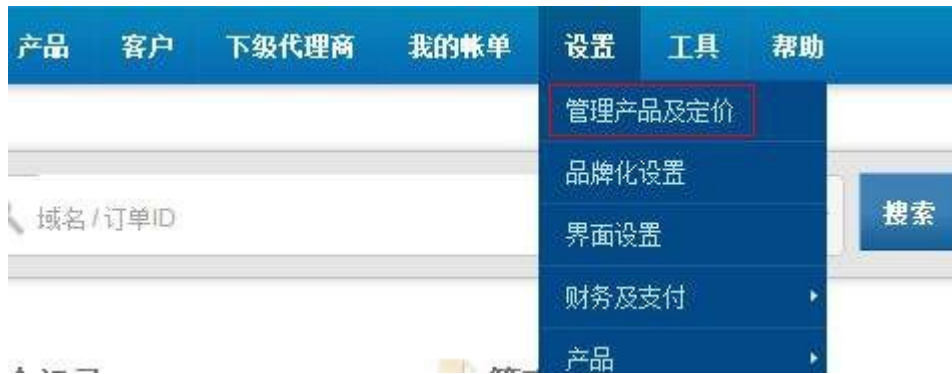 产品 客户 下级代理商 我的帐单 设置 工具 帮助
管理产品及定价
品牌化设置
域名 / 订单ID 搜索
界面设置
财务及支付
产品